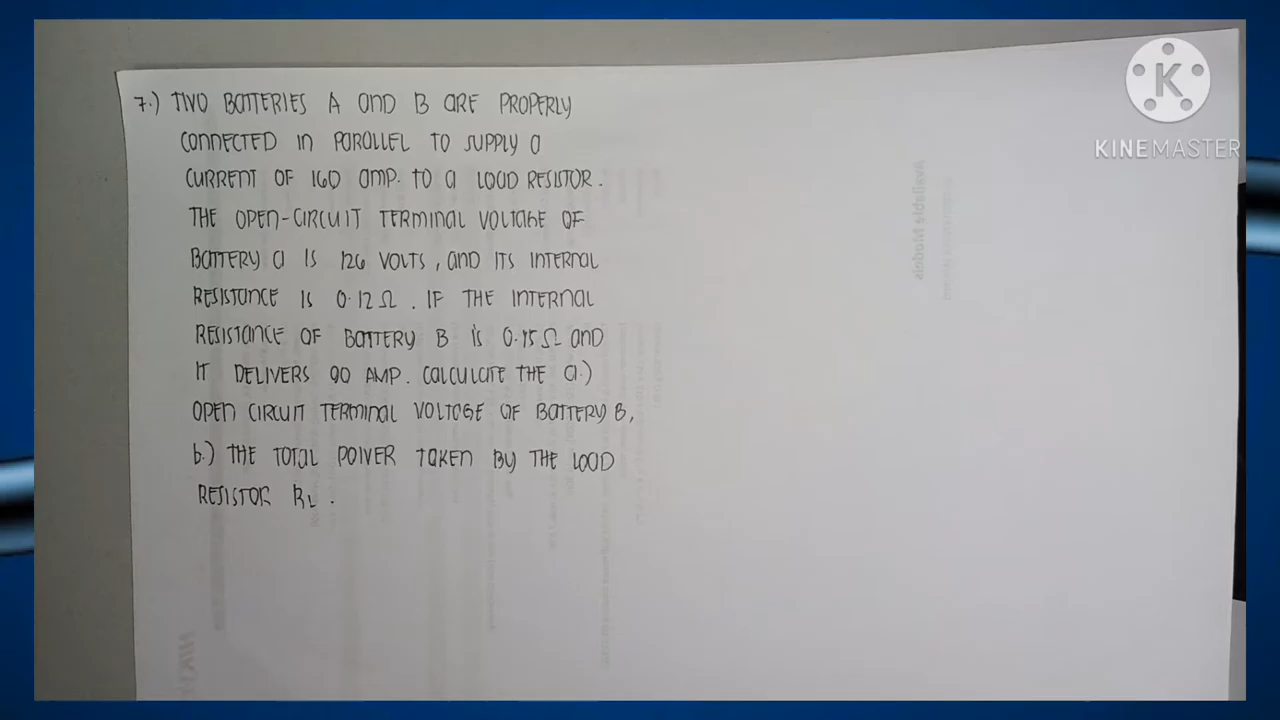 7.) TWO BATTERIES A AND B ARE PROPERLY
CONNECTED IN PARALLEL TO SUPPLY A
CURRENT OF 160 AMP. TO A LOAD RESISTOR.
THE OPEN-CIRCUIT TERMINAL VOLTAGE OF
BATTERY A IS 126 VOLTS, AND ITS INTERNAL
RESISTANCE IS 0.12 Ω. IF THE INTERNAL
RESISTANCE OF BATTERY B IS Ω AND
IT DELIVERS 90 AMP. CALCULATE THE A.)
OPEN CIRCUIT TERMINAL VOLTAGE OF BATTERY B,
b.) THE TOTAL POWER TAKEN BY THE LOAD
RESISTOR RL.
K
KINEMASTER
Available Models